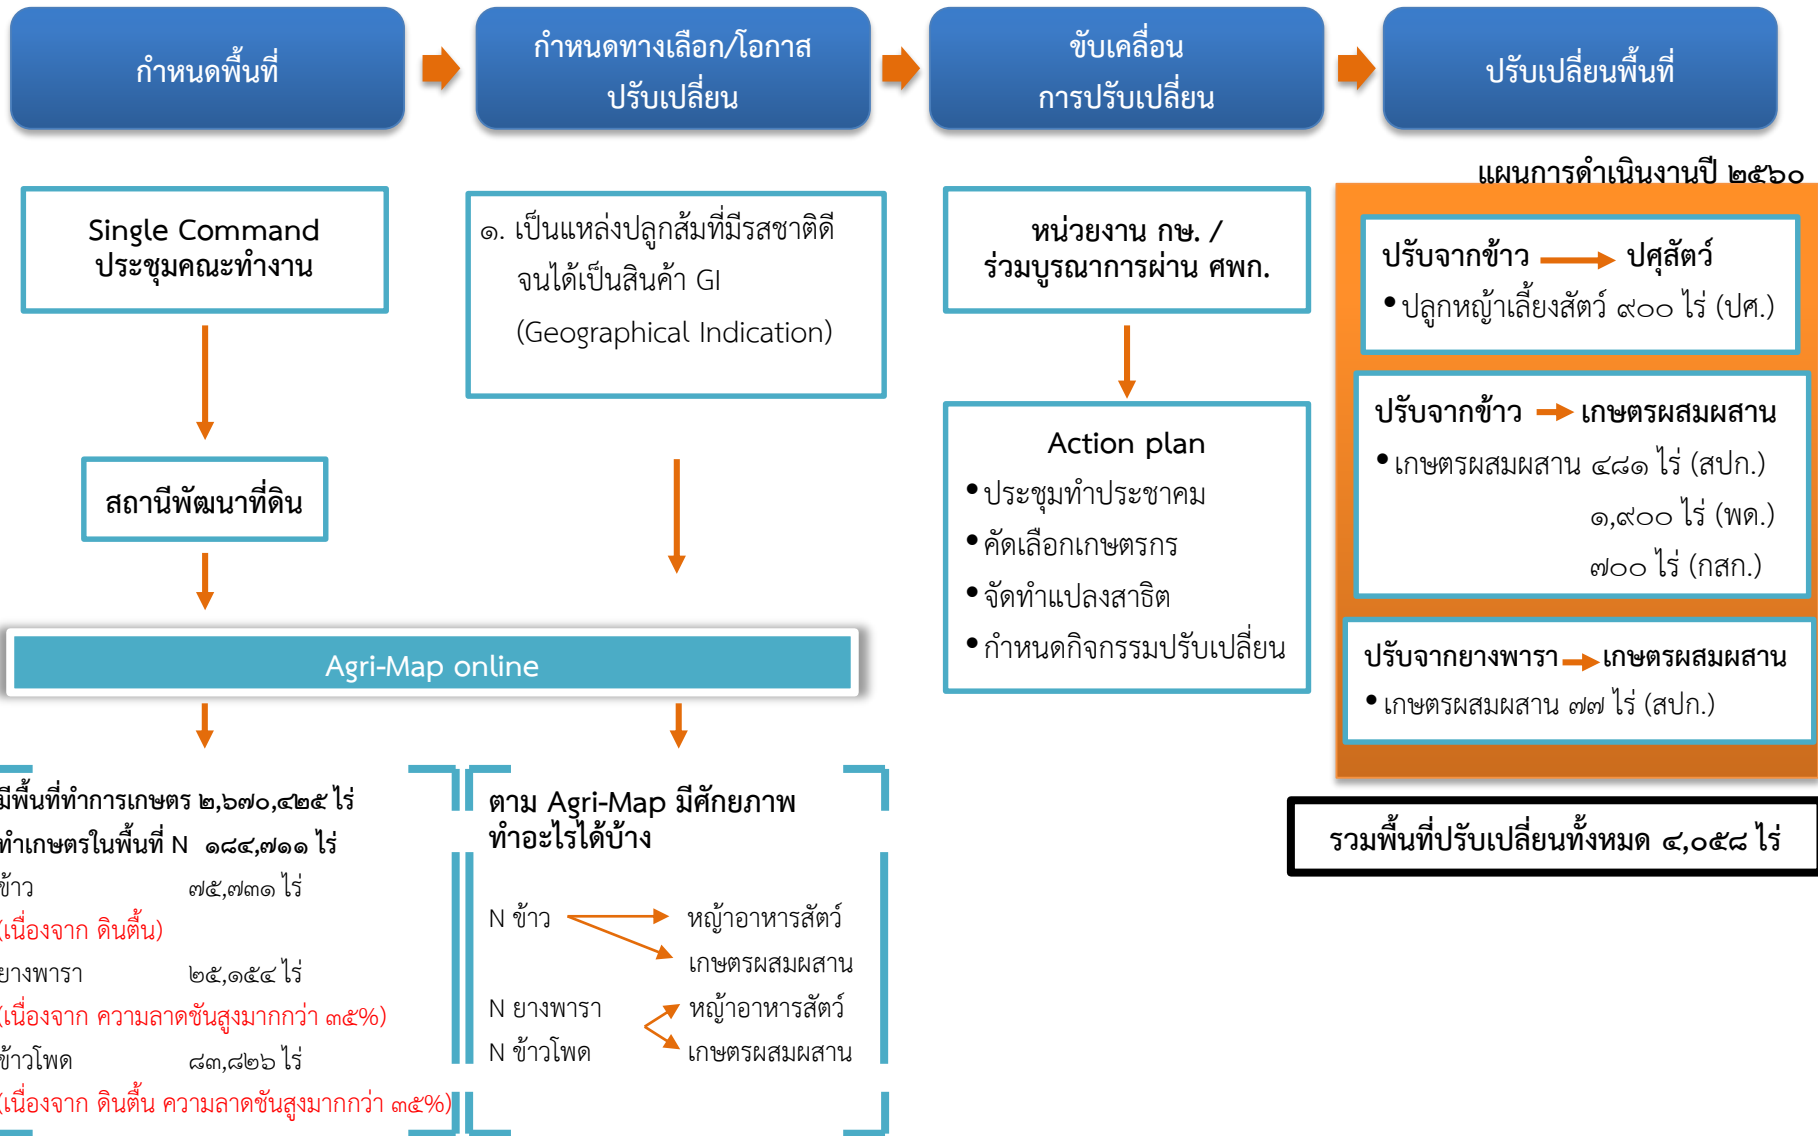 กำหนดพื้นที่
กำหนดทางเลือก/โอกาส
ปรับเปลี่ยน
ขับเคลื่อน
การปรับเปลี่ยน
ปรับเปลี่ยนพื้นที่
Single Command
ประชุมคณะทำงาน
สถานีพัฒนาที่ดิน
๑. เป็นแหล่งปลูกส้มที่มีรสชาติดี
จนได้เป็นสินค้า GI
(Geographical Indication)
Agri-Map online
มีพื้นที่ทำการเกษตร ๒,๖๗๐,๔๒๕ ไร่
ทำเกษตรในพื้นที่ N ๑๘๔,๗๑๑ ไร่
ข้าว ๗๕,๗๓๑ ไร่
(เนื่องจาก ดินตื้น)
ยางพารา ๒๕,๑๕๔ ไร่
(เนื่องจาก ความลาดชันสูงมากกว่า ๓๕%)
ข้าวโพด ๘๓,๘๒๖ ไร่
(เนื่องจาก ดินตื้น ความลาดชันสูงมากกว่า ๓๕%)
ตาม Agri-Map มีศักยภาพ
ทำอะไรได้บ้าง
N ข้าว หญ้าอาหารสัตว์
เกษตรผสมผสาน
N ยางพารา หญ้าอาหารสัตว์
N ข้าวโพด เกษตรผสมผสาน
หน่วยงาน กษ. /
ร่วมบูรณาการผ่าน ศพก.
Action plan
•ประชุมทำประชาคม
•คัดเลือกเกษตรกร
•จัดทำแปลงสาธิต
•กำหนดกิจกรรมปรับเปลี่ยน
แผนการดำเนินงานปี ๒๕๖๐
ปรับจากข้าว ปศุสัตว์
•ปลูกหญ้าเลี้ยงสัตว์ ๙๐๐ ไร่ (ปศ.)
ปรับจากข้าว เกษตรผสมผสาน
•เกษตรผสมผสาน ๔๘๑ ไร่ (สปก.)
๑,๙๐๐ ไร่ (พด.)
๗๐๐ ไร่ (กสก.)
ปรับจากยางพารา เกษตรผสมผสาน
•เกษตรผสมผสาน ๗๗ ไร่ (สปก.)
รวมพื้นที่ปรับเปลี่ยนทั้งหมด ๔,๐๕๘ ไร่